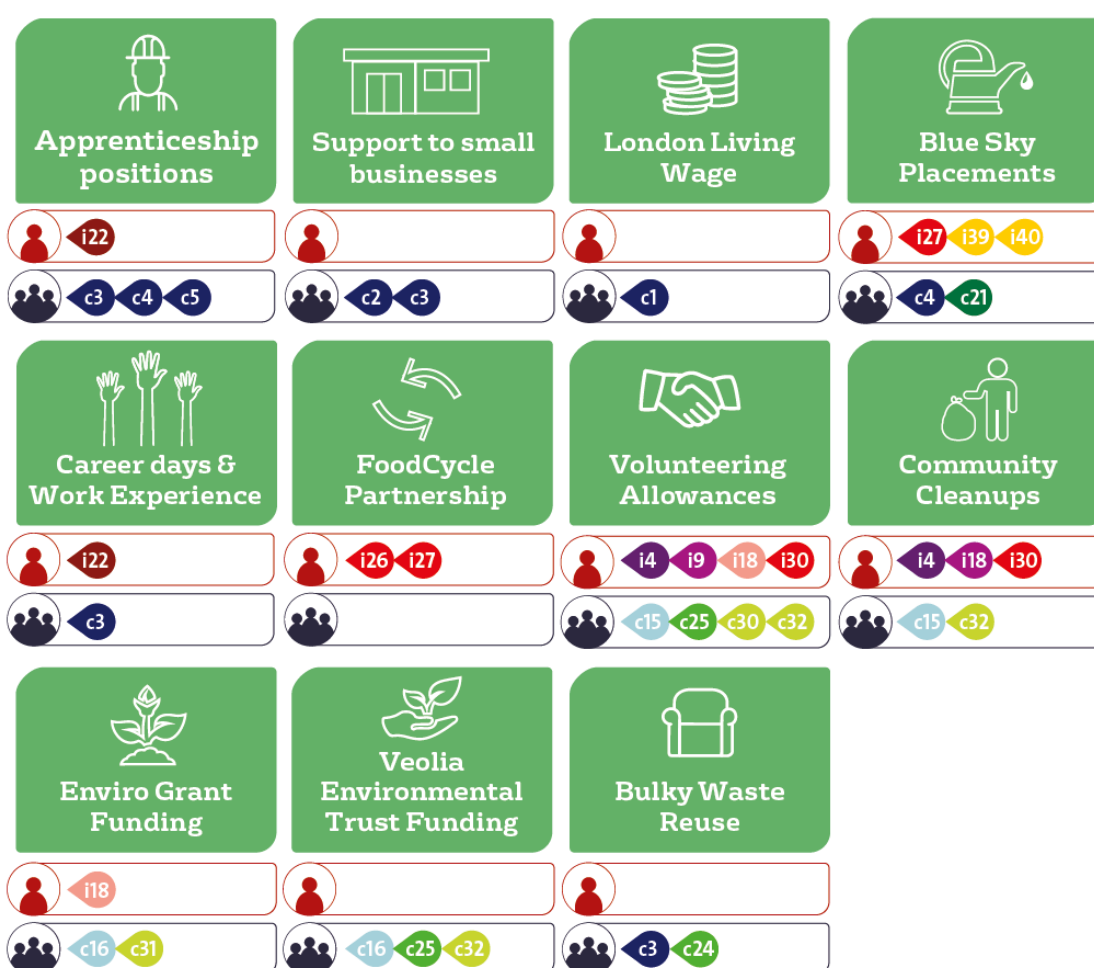 Apprenticeship
positions
Support to small
businesses
London Living
Wage
Blue Sky
Placements
i22
i27 i39 i40
c3 c4 c5
c2 c3
c1
c4 c21
Career days &
Work Experience
FoodCycle
Partnership
Volunteering
Allowances
Community
Cleanups
i22
i26 i27
i4 i9 i18 i30
i4 i18 i30
c3
c15 c25 c30 c32
c15 c32
Enviro Grant
Funding
Veolia
Environmental
Trust Funding
Bulky Waste
Reuse
i18
c16 c31
c16 c25 c32
c3 c24